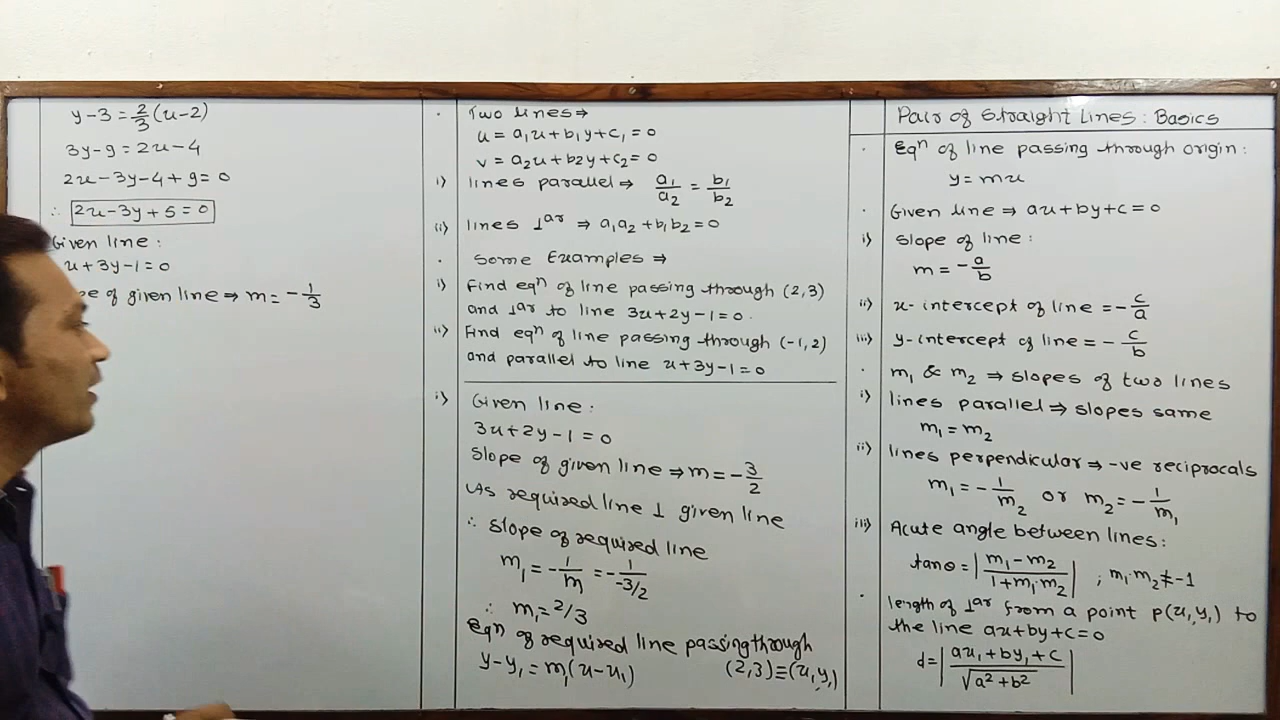 y-3 = 2/3 (x-2)
3y-9 = 2x-4
2x-3y-4+9=0
∴ 2x-3y+5=0
Given line:
x+3y-1=0
of given line ⇒ m = -1/3
· Two lines ⇒
u = a₁x+b₁y+c₁=0
v = a₂x+b₂y+c₂=0
i) lines parallel ⇒ a₁/a₂ = b₁/b₂
ii) lines ⊥ar ⇒ a₁a₂+b₁b₂=0
· Some Examples ⇒
i) Find eqⁿ of line passing through (2,3)
and ⊥ar to line 3x+2y-1=0.
ii) Find eqⁿ of line passing through (-1,2)
and parallel to line x+3y-1=0
i) Given line:
3x+2y-1=0
Slope of given line ⇒ m = -3/2
As required line ⊥ given line
∴ Slope of required line
m₁ = -1/m = -1/-3/2
∴ m₁ = 2/3
Eqⁿ of required line passing through
y-y₁ = m₁(x-x₁) (2,3)≡(x₁,y₁)
Pair of Straight Lines: Basics
· Eqⁿ of line passing through origin:
y=mx
· Given line ⇒ ax+by+c=0
i) Slope of line:
m = -a/b
ii) x-intercept of line = -c/a
iii) y-intercept of line = -c/b
· m₁ & m₂ ⇒ slopes of two lines
i) lines parallel ⇒ slopes same
m₁=m₂
ii) lines perpendicular ⇒ -ve reciprocals
m₁ = -1/m₂ or m₂ = -1/m₁
iii) Acute angle between lines:
tanθ = |m₁-m₂/1+m₁·m₂| ; m₁·m₂≠-1
· length of ⊥ar from a point P(x₁,y₁) to
the line ax+by+c=0
d = |ax₁+by₁+c/√a²+b²|